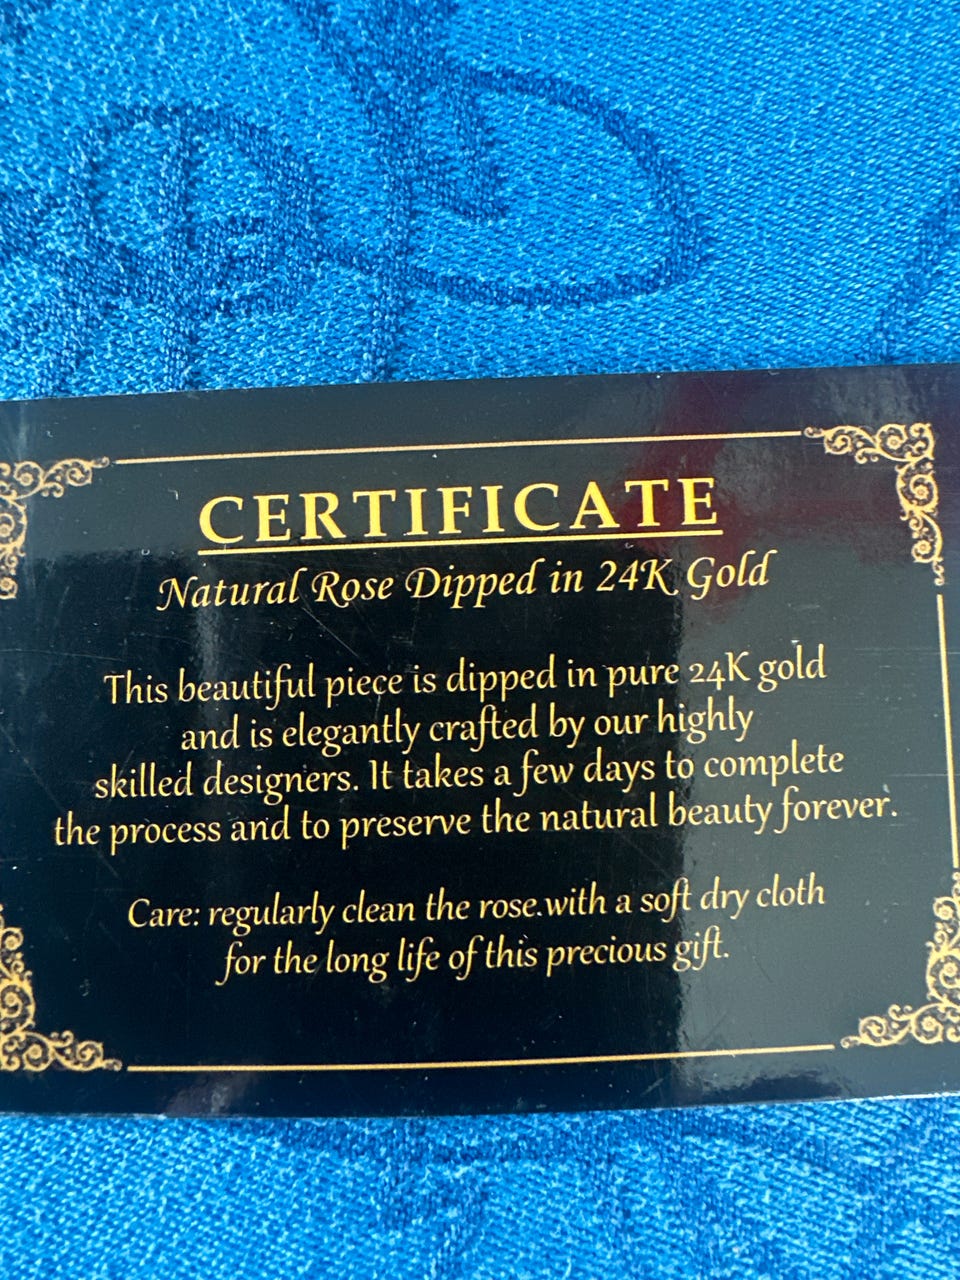 CERTIFICATE
Natural Rose Dipped in 24K Gold
This beautiful piece is dipped in pure 24K gold
and is elegantly crafted by our highly
skilled designers. It takes a few days to complete
the process and to preserve the natural beauty forever.
Care: regularly clean the rose.with a soft dry cloth
for the long life of this precious gift.